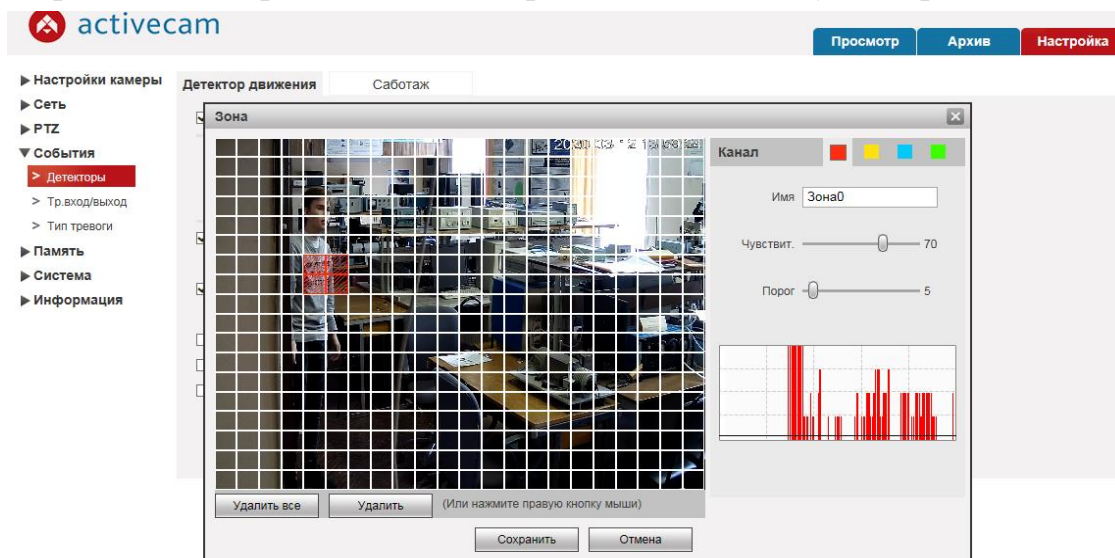 activecam
Просмотр
Архив
Настройка
Настройки камеры
Сеть
PTZ
События
> Детекторы
> Тр.вход/выход
> Тип тревоги
Память
Система
Информация
Детектор движения
Саботаж
Зона
Канал
Имя Зона0
Чувствит. 70
Порог 5
Удалить все
Удалить
(Или нажмите правую кнопку мыши)
Сохранить
Отмена